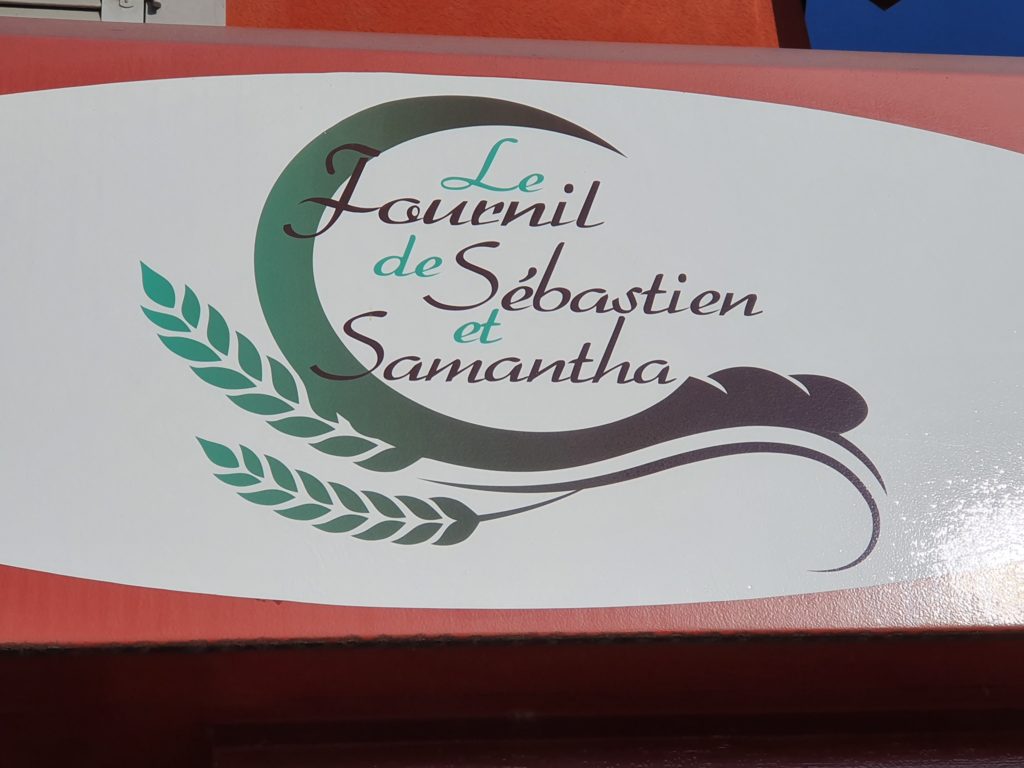 Le
Fournil
de Sébastien
et
Samantha